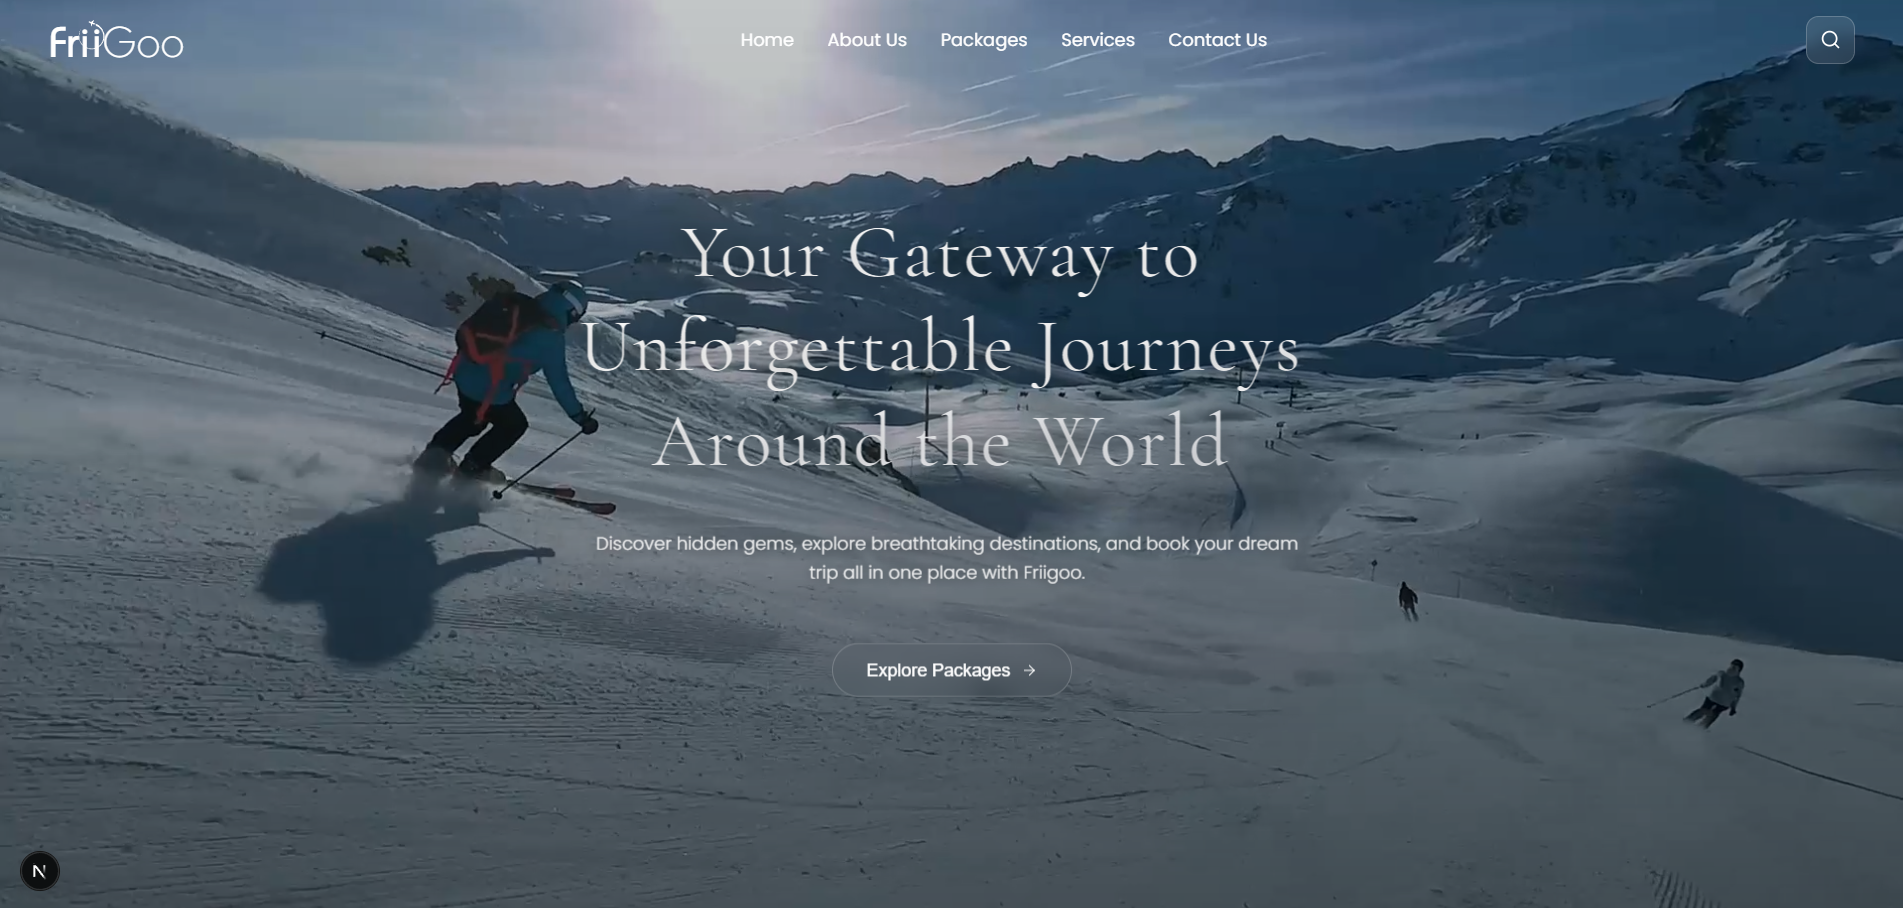 FriiGoo
Home About Us Packages Services Contact Us
Your Gateway to
Unforgettable Journeys
Around the World
Discover hidden gems, explore breathtaking destinations, and book your dream
trip all in one place with Friigoo.
Explore Packages →
N